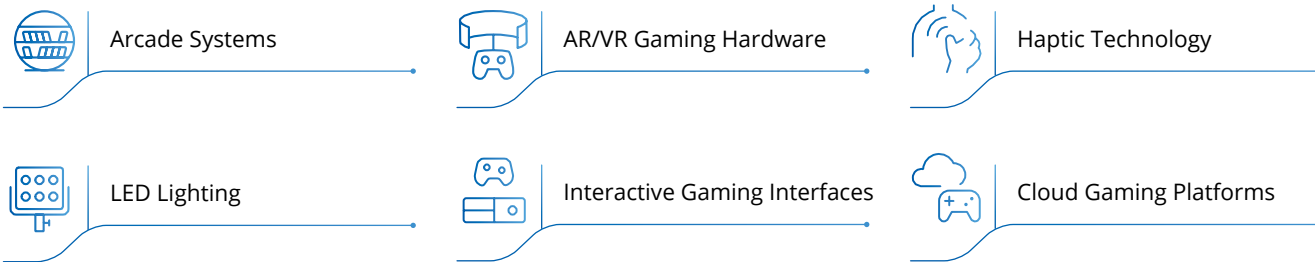 Arcade Systems
AR/VR Gaming Hardware
Haptic Technology
LED Lighting
Interactive Gaming Interfaces
Cloud Gaming Platforms